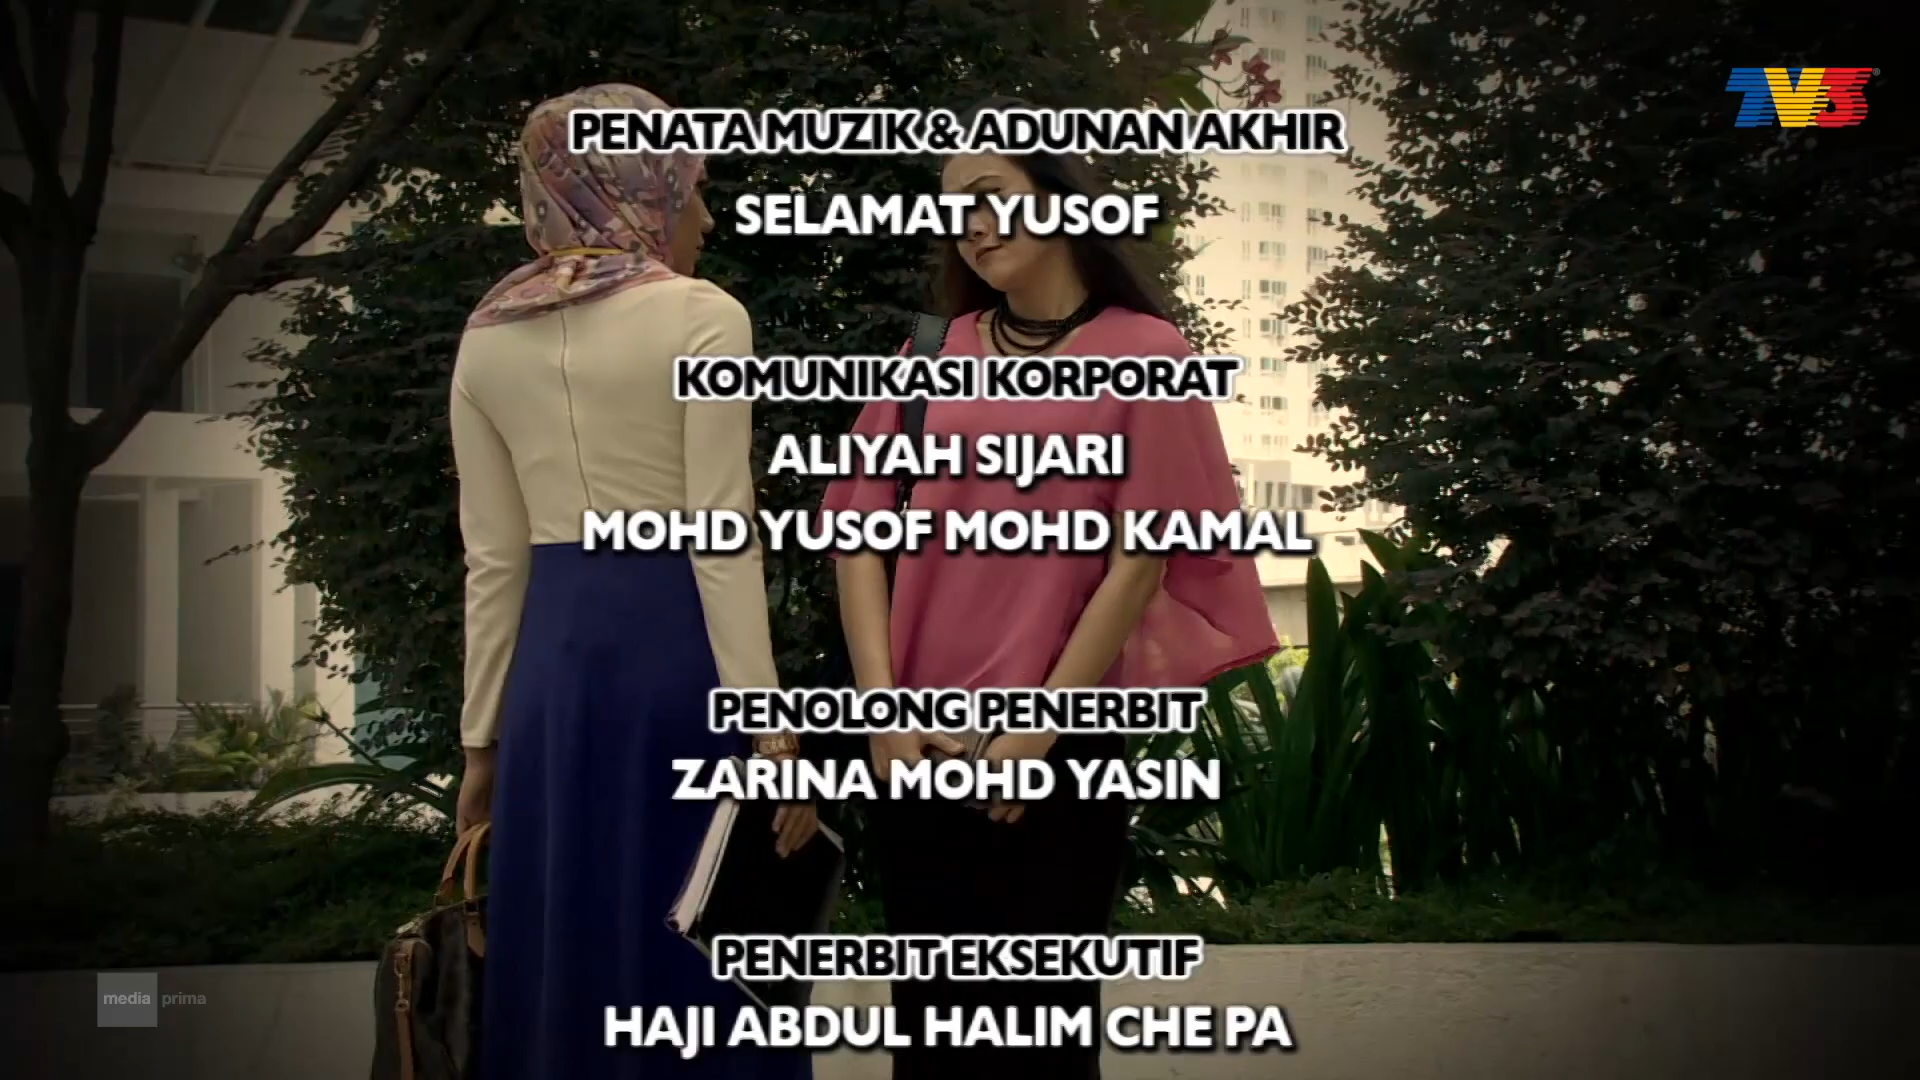 TV3
PENATA MUZIK & ADUNAN AKHIR
SELAMAT YUSOF
KOMUNIKASI KORPORAT
ALIYAH SIJARI
MOHD YUSOF MOHD KAMAL
PENOLONG PENERBIT
ZARINA MOHD YASIN
PENERBIT EKSEKUTIF
HAJI ABDUL HALIM CHE PA
media prima